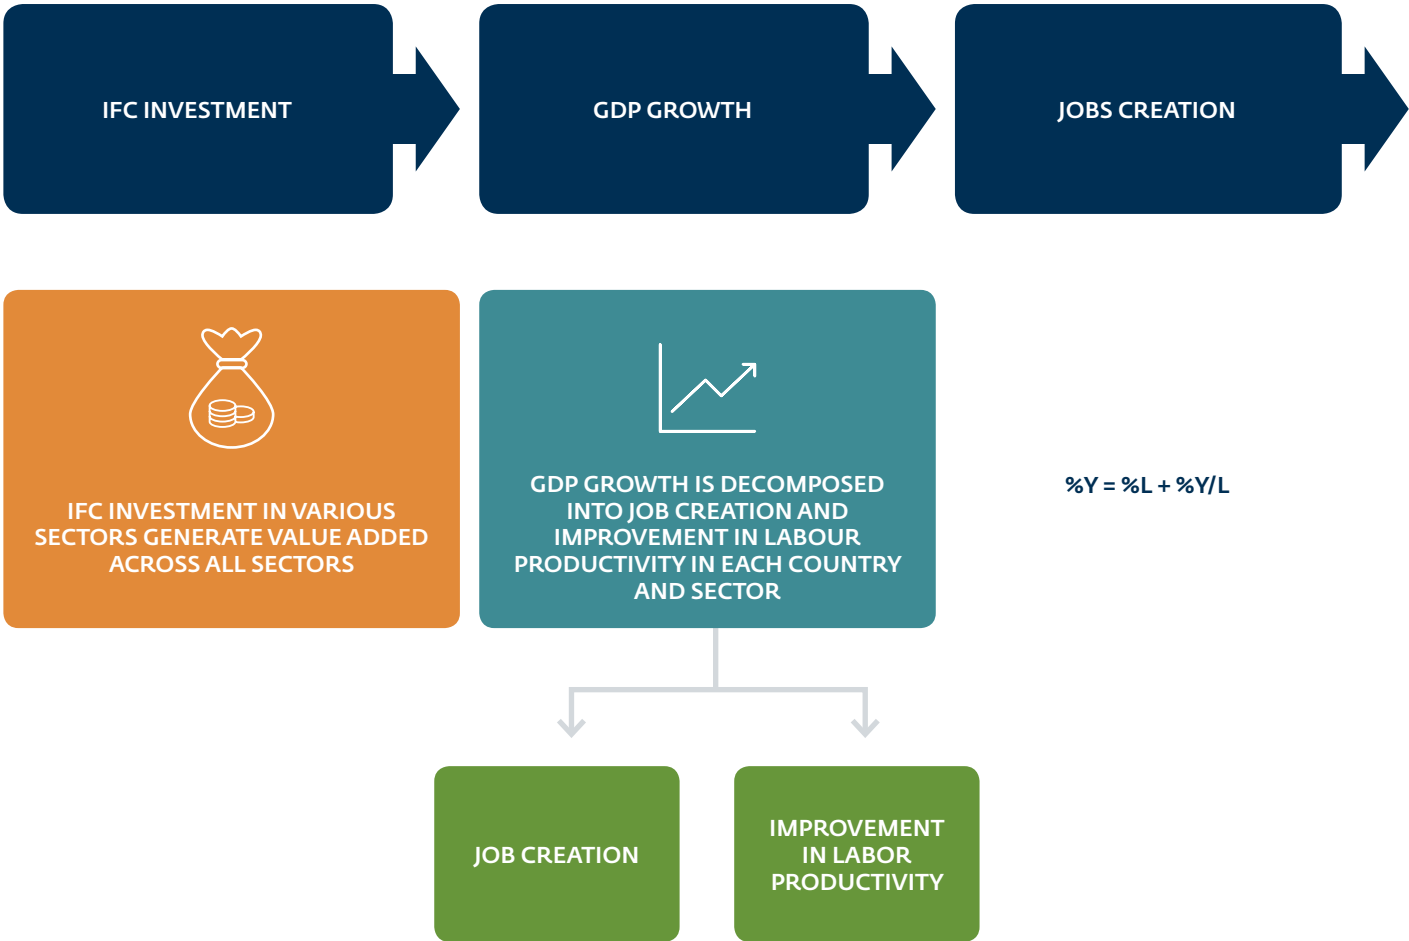 IFC INVESTMENT
GDP GROWTH
JOBS CREATION
IFC INVESTMENT IN VARIOUS
SECTORS GENERATE VALUE ADDED
ACROSS ALL SECTORS
GDP GROWTH IS DECOMPOSED
INTO JOB CREATION AND
IMPROVEMENT IN LABOUR
PRODUCTIVITY IN EACH COUNTRY
AND SECTOR
%Y = %L + %Y/L
JOB CREATION
IMPROVEMENT
IN LABOR
PRODUCTIVITY